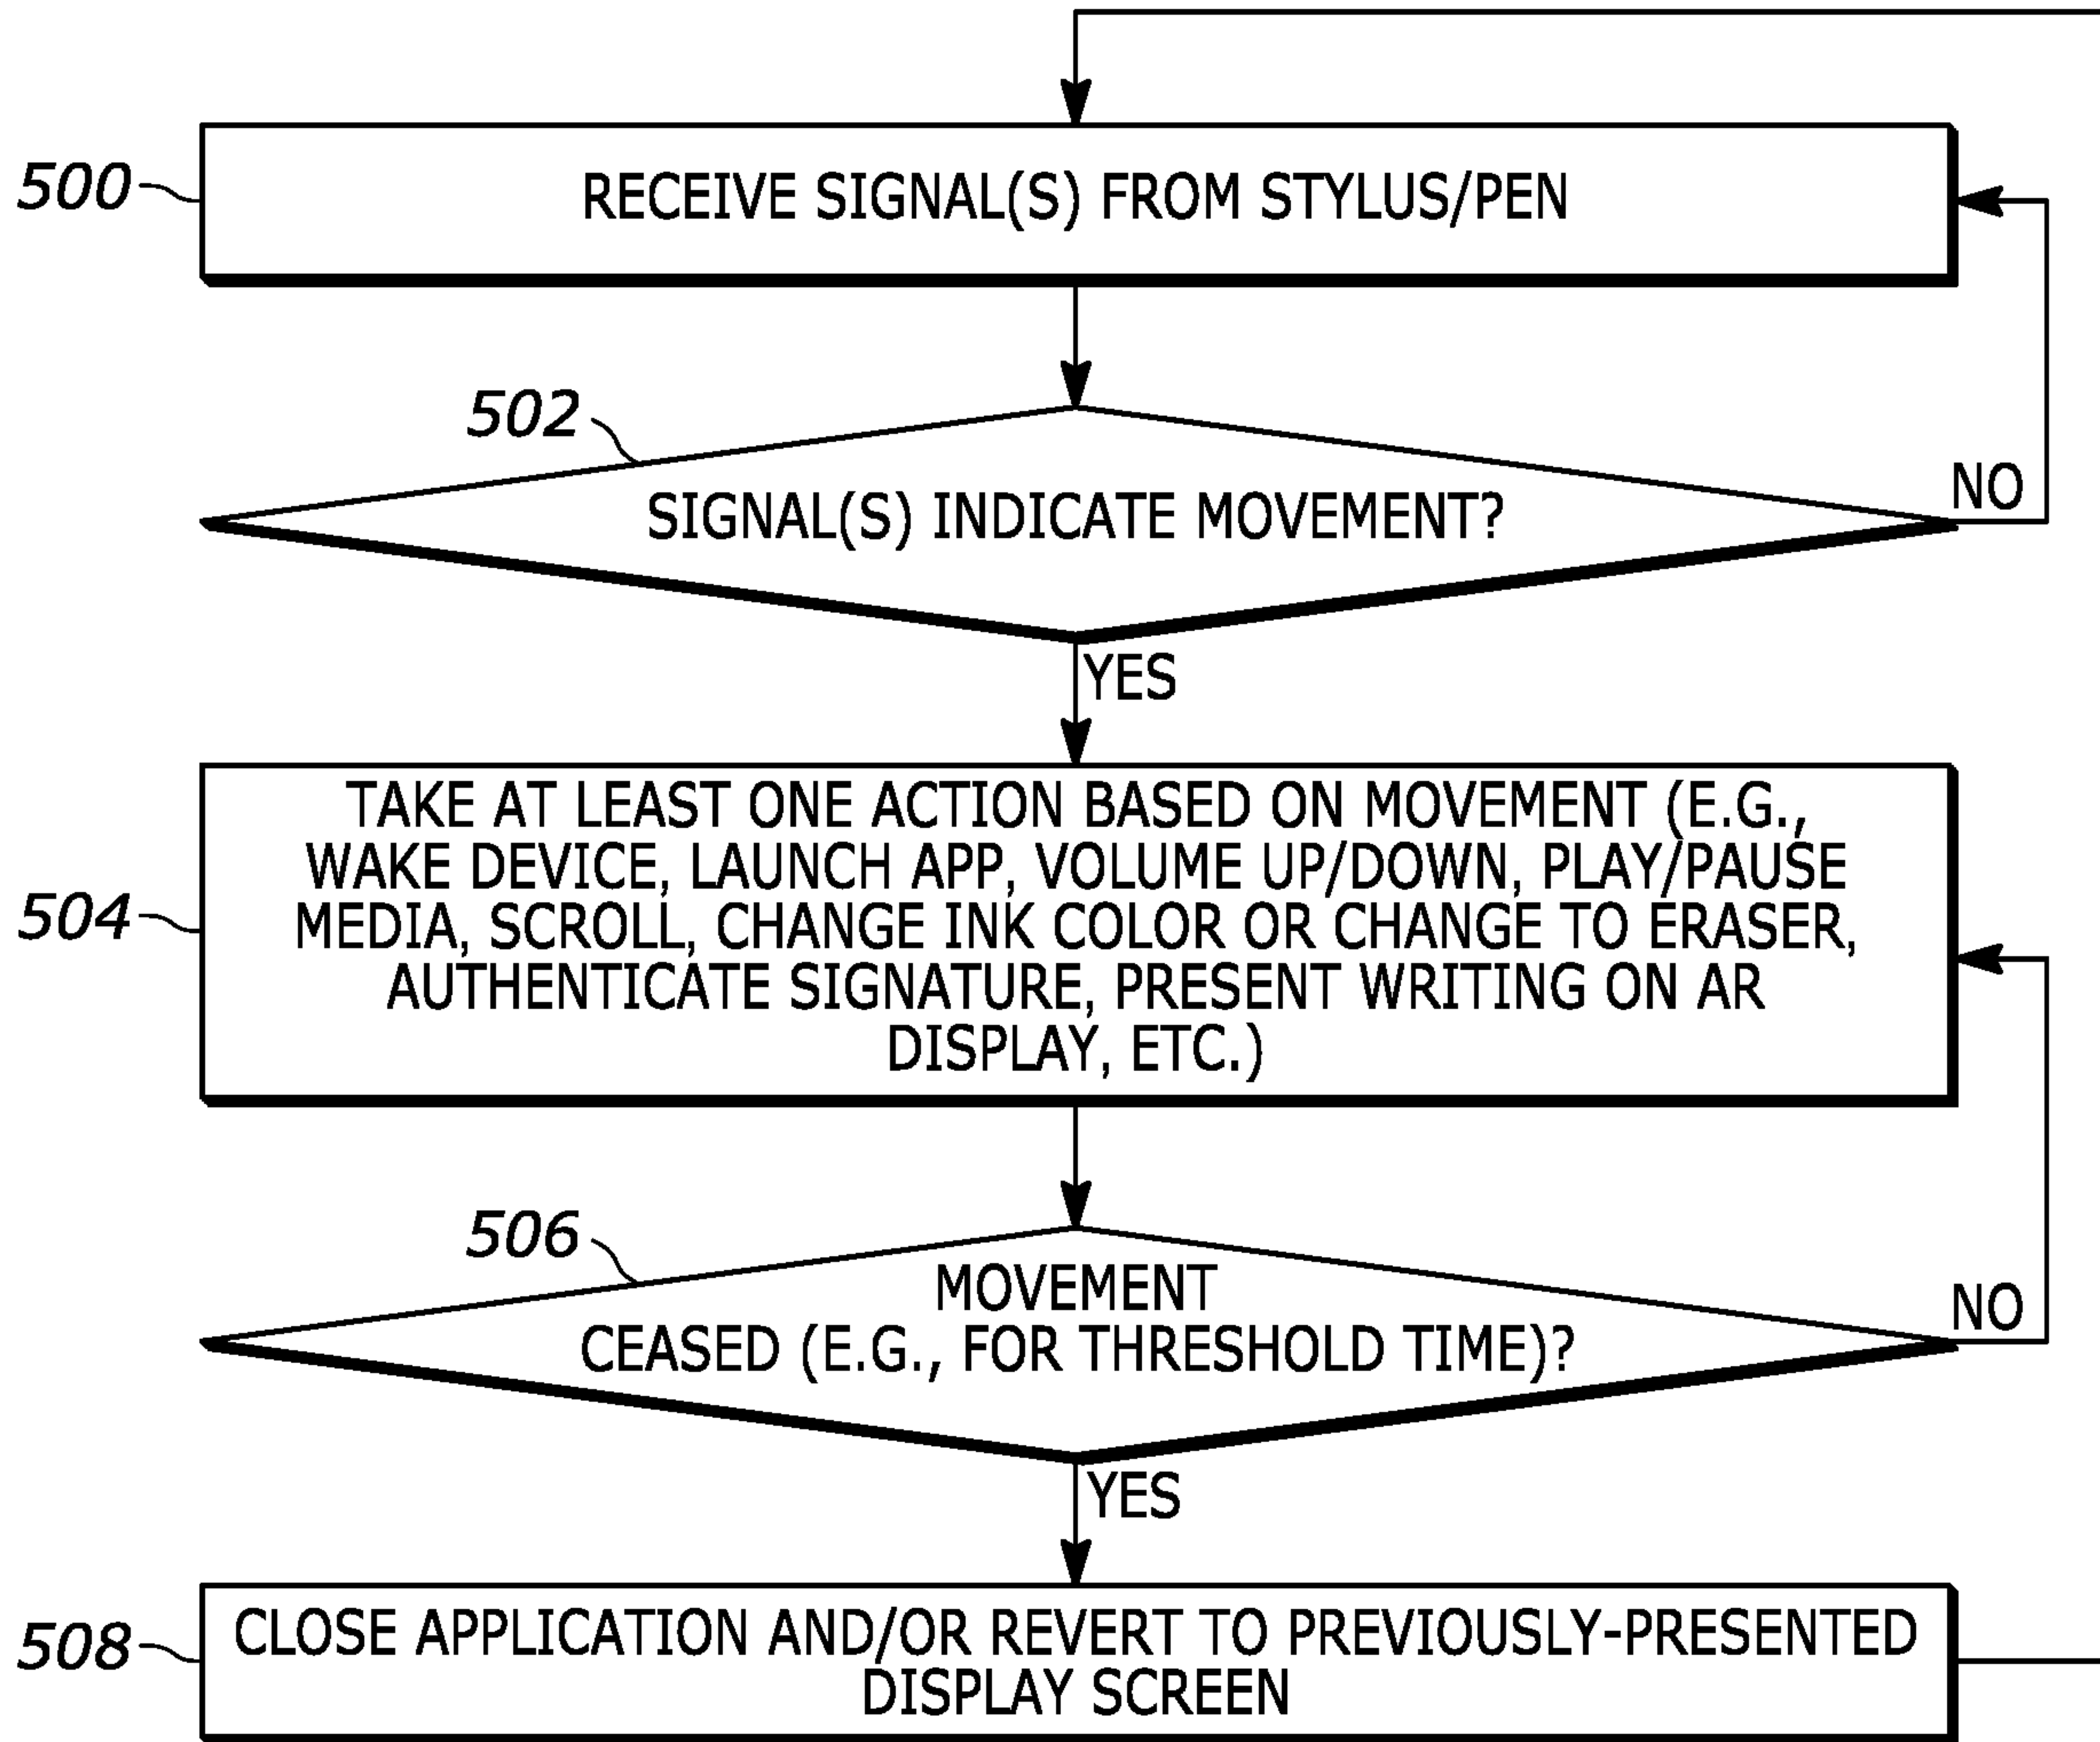 500
RECEIVE SIGNAL(S) FROM STYLUS/PEN
502
SIGNAL(S) INDICATE MOVEMENT?
NO
YES
504
TAKE AT LEAST ONE ACTION BASED ON MOVEMENT (E.G.,
WAKE DEVICE, LAUNCH APP, VOLUME UP/DOWN, PLAY/PAUSE
MEDIA, SCROLL, CHANGE INK COLOR OR CHANGE TO ERASER,
AUTHENTICATE SIGNATURE, PRESENT WRITING ON AR
DISPLAY, ETC.)
506
MOVEMENT
CEASED (E.G., FOR THRESHOLD TIME)?
NO
YES
508
CLOSE APPLICATION AND/OR REVERT TO PREVIOUSLY-PRESENTED
DISPLAY SCREEN